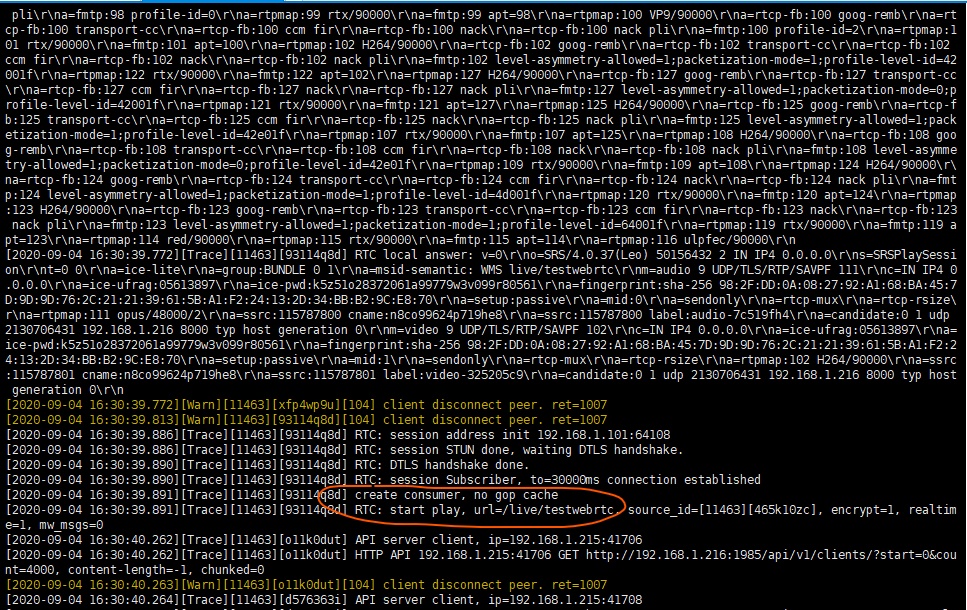 pli\r\na=fmtp:98 profile-id=0\r\na=rtpmap:99 rtx/90000\r\na=fmtp:99 apt=98\r\na=rtpmap:100 VP9/90000\r\na=rtcp-fb:100 goog-remb\r\na=rt
cp-fb:100 transport-cc\r\na=rtcp-fb:100 ccm fir\r\na=rtcp-fb:100 nack\r\na=rtcp-fb:100 nack pli\r\na=fmtp:100 profile-id=2\r\na=rtpmap:1
01 rtx/90000\r\na=fmtp:101 apt=100\r\na=rtpmap:102 H264/90000\r\na=rtcp-fb:102 goog-remb\r\na=rtcp-fb:102 transport-cc\r\na=rtcp-fb:102
ccm fir\r\na=rtcp-fb:102 nack\r\na=rtcp-fb:102 nack pli\r\na=fmtp:102 level-asymmetry-allowed=1;packetization-mode=1;profile-level-id=42
001f\r\na=rtpmap:122 rtx/90000\r\na=fmtp:122 apt=102\r\na=rtpmap:127 H264/90000\r\na=rtcp-fb:127 goog-remb\r\na=rtcp-fb:127 transport-cc
\r\na=rtcp-fb:127 ccm fir\r\na=rtcp-fb:127 nack\r\na=rtcp-fb:127 nack pli\r\na=fmtp:127 level-asymmetry-allowed=1;packetization-mode=0;p
rofile-level-id=42001f\r\na=rtpmap:121 rtx/90000\r\na=fmtp:121 apt=127\r\na=rtpmap:125 H264/90000\r\na=rtcp-fb:125 goog-remb\r\na=rtcp-f
b:125 transport-cc\r\na=rtcp-fb:125 ccm fir\r\na=rtcp-fb:125 nack\r\na=rtcp-fb:125 nack pli\r\na=fmtp:125 level-asymmetry-allowed=1;pack
etization-mode=1;profile-level-id=42e01f\r\na=rtpmap:107 rtx/90000\r\na=fmtp:107 apt=125\r\na=rtpmap:108 H264/90000\r\na=rtcp-fb:108 goo
g-remb\r\na=rtcp-fb:108 transport-cc\r\na=rtcp-fb:108 ccm fir\r\na=rtcp-fb:108 nack\r\na=rtcp-fb:108 nack pli\r\na=fmtp:108 level-asymme
try-allowed=1;packetization-mode=0;profile-level-id=42e01f\r\na=rtpmap:109 rtx/90000\r\na=fmtp:109 apt=108\r\na=rtpmap:124 H264/90000\r\
na=rtcp-fb:124 goog-remb\r\na=rtcp-fb:124 transport-cc\r\na=rtcp-fb:124 ccm fir\r\na=rtcp-fb:124 nack\r\na=rtcp-fb:124 nack pli\r\na=fmt
p:124 level-asymmetry-allowed=1;packetization-mode=1;profile-level-id=4d001f\r\na=rtpmap:120 rtx/90000\r\na=fmtp:120 apt=124\r\na=rtpmap
:123 H264/90000\r\na=rtcp-fb:123 goog-remb\r\na=rtcp-fb:123 transport-cc\r\na=rtcp-fb:123 ccm fir\r\na=rtcp-fb:123 nack\r\na=rtcp-fb:123
nack pli\r\na=fmtp:123 level-asymmetry-allowed=1;packetization-mode=1;profile-level-id=64001f\r\na=rtpmap:119 rtx/90000\r\na=fmtp:119 a
pt=123\r\na=rtpmap:114 red/90000\r\na=rtpmap:115 rtx/90000\r\na=fmtp:115 apt=114\r\na=rtpmap:116 ulpfec/90000\r\n
[2020-09-04 16:30:39.772][Trace][11463][93114q8d] RTC local answer: v=0\r\no=SRS/4.0.37(Leo) 50156432 2 IN IP4 0.0.0.0\r\ns=SRSPlaySessi
on\r\nt=0 0\r\na=ice-lite\r\na=group:BUNDLE 0 1\r\na=msid-semantic: WMS live/testwebrtc\r\nm=audio 9 UDP/TLS/RTP/SAVPF 111\r\nc=IN IP4 0
.0.0.0\r\na=ice-ufrag:05613897\r\na=ice-pwd:k5z51o28372061a99779w3v099r80561\r\na=fingerprint:sha-256 98:2F:DD:0A:08:27:92:A1:68:BA:45:7
D:9D:9D:76:2C:21:21:39:61:5B:A1:F2:24:13:2D:34:BB:B2:9C:E8:70\r\na=setup:passive\r\na=mid:0\r\na=sendonly\r\na=rtcp-mux\r\na=rtcp-rsize\
r\na=rtpmap:111 opus/48000/2\r\na=ssrc:115787800 cname:n8co99624p719he8\r\na=ssrc:115787800 label:audio-7c519fh4\r\na=candidate:0 1 udp
2130706431 192.168.1.216 8000 typ host generation 0\r\nm=video 9 UDP/TLS/RTP/SAVPF 102\r\nc=IN IP4 0.0.0.0\r\na=ice-ufrag:05613897\r\na=
ice-pwd:k5z51o28372061a99779w3v099r80561\r\na=fingerprint:sha-256 98:2F:DD:0A:08:27:92:A1:68:BA:45:7D:9D:9D:76:2C:21:21:39:61:5B:A1:F2:2
4:13:2D:34:BB:B2:9C:E8:70\r\na=setup:passive\r\na=mid:1\r\na=sendonly\r\na=rtcp-mux\r\na=rtcp-rsize\r\na=rtpmap:102 H264/90000\r\na=ssrc
:115787801 cname:n8co99624p719he8\r\na=ssrc:115787801 label:video-325205c9\r\na=candidate:0 1 udp 2130706431 192.168.1.216 8000 typ host
generation 0\r\n
[2020-09-04 16:30:39.772][Warn][11463][xfp4wp9u][104] client disconnect peer. ret=1007
[2020-09-04 16:30:39.813][Warn][11463][93114q8d][104] client disconnect peer. ret=1007
[2020-09-04 16:30:39.886][Trace][11463][93114q8d] RTC: session address init 192.168.1.101:64108
[2020-09-04 16:30:39.886][Trace][11463][93114q8d] RTC: session STUN done, waiting DTLS handshake.
[2020-09-04 16:30:39.890][Trace][11463][93114q8d] RTC: DTLS handshake done.
[2020-09-04 16:30:39.890][Trace][11463][93114q8d] RTC: session Subscriber, to=30000ms connection established
[2020-09-04 16:30:39.891][Trace][11463][93114q8d] create consumer, no gop cache
[2020-09-04 16:30:39.891][Trace][11463][93114q8d] RTC: start play, url=/live/testwebrtc, source_id=[11463][465k10zc], encrypt=1, realtim
e=1, mw_msgs=0
[2020-09-04 16:30:40.262][Trace][11463][o11k0dut] API server client, ip=192.168.1.215:41706
[2020-09-04 16:30:40.262][Trace][11463][o11k0dut] HTTP API 192.168.1.215:41706 GET http://192.168.1.216:1985/api/v1/clients/?start=0&cou
nt=4000, content-length=-1, chunked=0
[2020-09-04 16:30:40.263][Warn][11463][o11k0dut][104] client disconnect peer. ret=1007
[2020-09-04 16:30:40.264][Trace][11463][d576363i] API server client, ip=192.168.1.215:41708